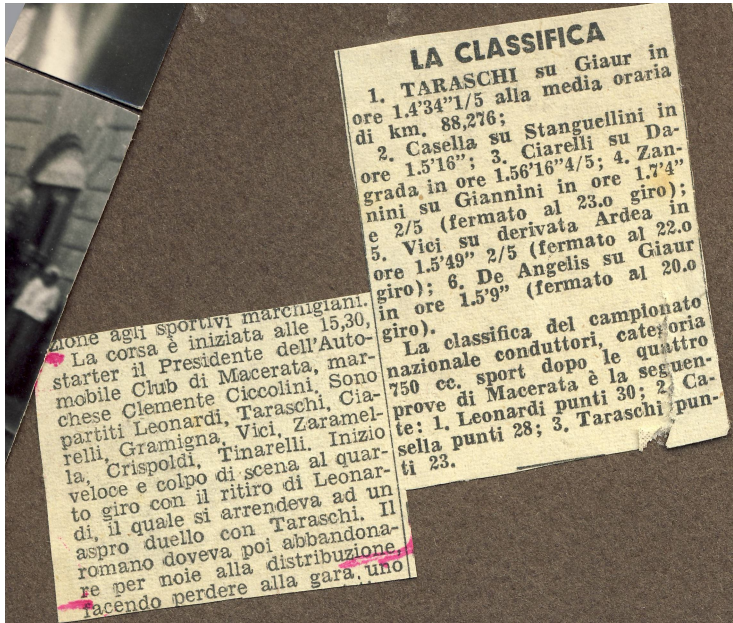 LA CLASSIFICA
1. TARASCHI su Giaur in
ore 1.4'34"1/5 alla media oraria
di km. 88,276;
2. Casella su Stanguellini in
ore 1.5'16"; 3. Ciarelli su Da-
grada in ore 1.56'16"4/5; 4. Zan-
nini su Giannini in ore 1.7'4"
e 2/5 (fermato al 23.o giro);
5. Vici su derivata Ardea in
ore 1.5'49" 2/5 (fermato al 22.o
giro); 6. De Angelis su Giaur
in ore 1.5'9" (fermato al 20.o
giro).
La classifica del campionato
nazionale conduttori, categoria
750 cc. sport dopo le quattro
prove di Macerata è la seguen-
te: 1. Leonardi punti 30; 2. Ca-
sella punti 28; 3. Taraschi pun-
ti 23.
zione agli sportivi marchigiani.
La corsa è iniziata alle 15,30,
starter il Presidente dell'Auto-
mobile Club di Macerata, mar-
chese Clemente Ciccolini, Sono
partiti Leonardi, Taraschi, Cia-
relli, Gramigna, Vici, Zaramel-
la, Crispoldi, Tinarelli. Inizio
veloce e colpo di scena al quar-
to giro con il ritiro di Leonar-
di, il quale si arrendeva ad un
aspro duello con Taraschi. Il
romano doveva poi abbandona-
re per noie alla distribuzione,
facendo perdere alla gara uno